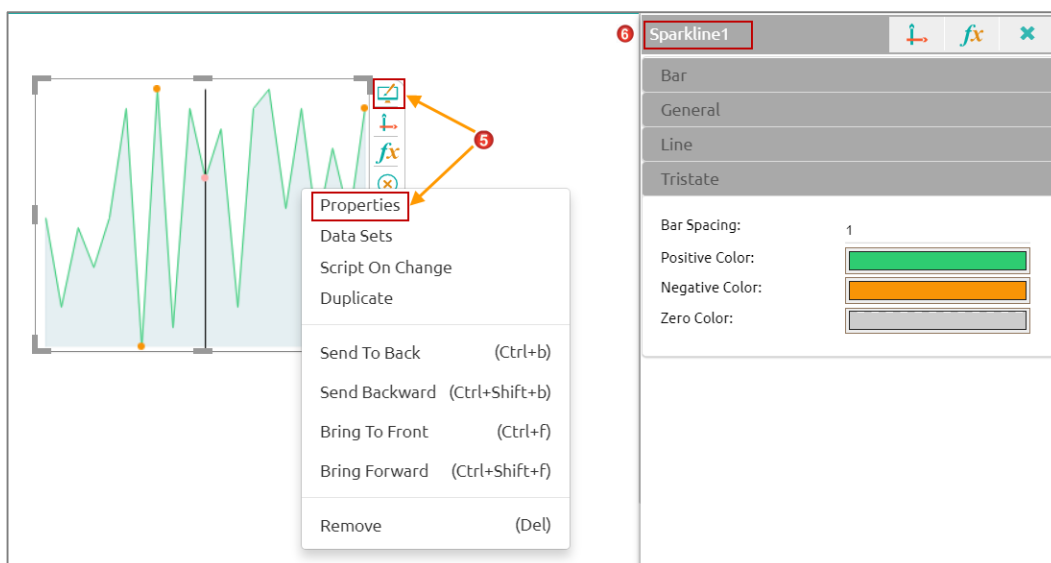 5
fx
Properties
Data Sets
Script On Change
Duplicate
Send To Back (Ctrl+b)
Send Backward (Ctrl+Shift+b)
Bring To Front (Ctrl+f)
Bring Forward (Ctrl+Shift+f)
Remove (Del)
6 Sparkline1 fx
Bar
General
Line
Tristate
Bar Spacing: 1
Positive Color:
Negative Color:
Zero Color: